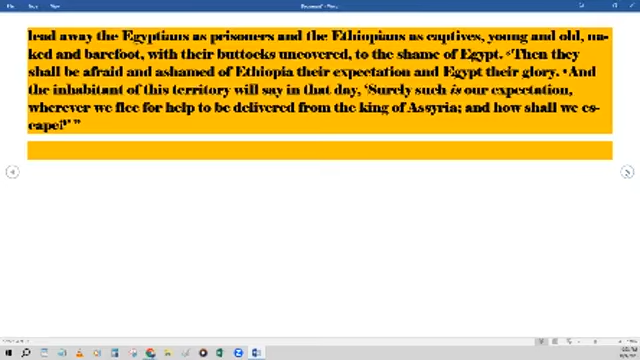 lead away the Egyptians as prisoners and the Ethiopians as captives, young and old, na-
ked and barefoot, with their buttocks uncovered, to the shame of Egypt. Then they
shall be afraid and ashamed of Ethiopia their expectation and Egypt their glory. And
the inhabitant of this territory will say in that day, ‘Surely such is our expectation,
wherever we flee for help to be delivered from the king of Assyria; and how shall we es-
cape?’ ”